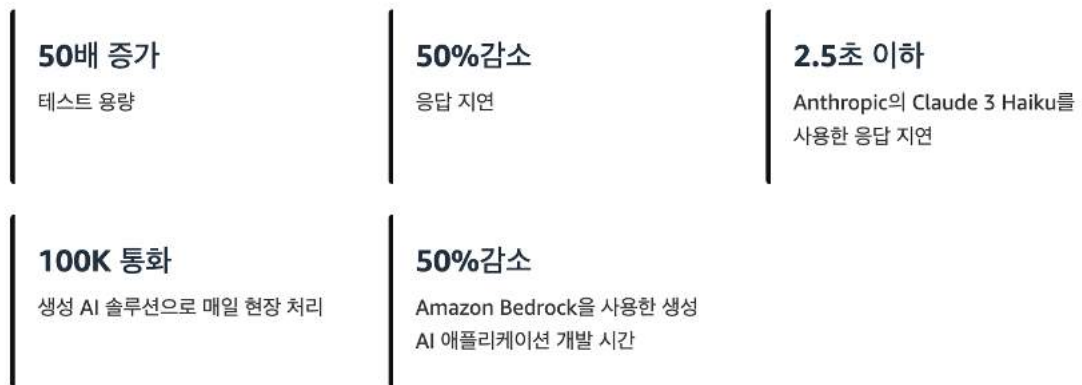 50배 증가
테스트 용량
50%감소
응답 지연
2.5초 이하
Anthropic의 Claude 3 Haiku를
사용한 응답 지연
100K 통화
생성 AI 솔루션으로 매일 현장 처리
50%감소
Amazon Bedrock을 사용한 생성
AI 애플리케이션 개발 시간